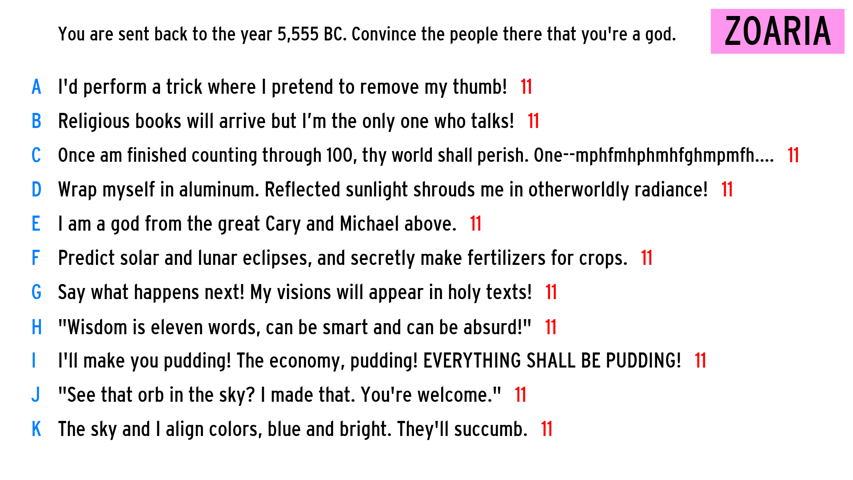 You are sent back to the year 5,555 BC. Convince the people there that you're a god.
ZOARIA
A I'd perform a trick where I pretend to remove my thumb! 11
B Religious books will arrive but I’m the only one who talks! 11
C Once am finished counting through 100, thy world shall perish. One--mphfmhphmhfghmpmfh.... 11
D Wrap myself in aluminum. Reflected sunlight shrouds me in otherworldly radiance! 11
E I am a god from the great Cary and Michael above. 11
F Predict solar and lunar eclipses, and secretly make fertilizers for crops. 11
G Say what happens next! My visions will appear in holy texts! 11
H "Wisdom is eleven words, can be smart and can be absurd!" 11
I I'll make you pudding! The economy, pudding! EVERYTHING SHALL BE PUDDING! 11
J "See that orb in the sky? I made that. You're welcome." 11
K The sky and I align colors, blue and bright. They'll succumb. 11